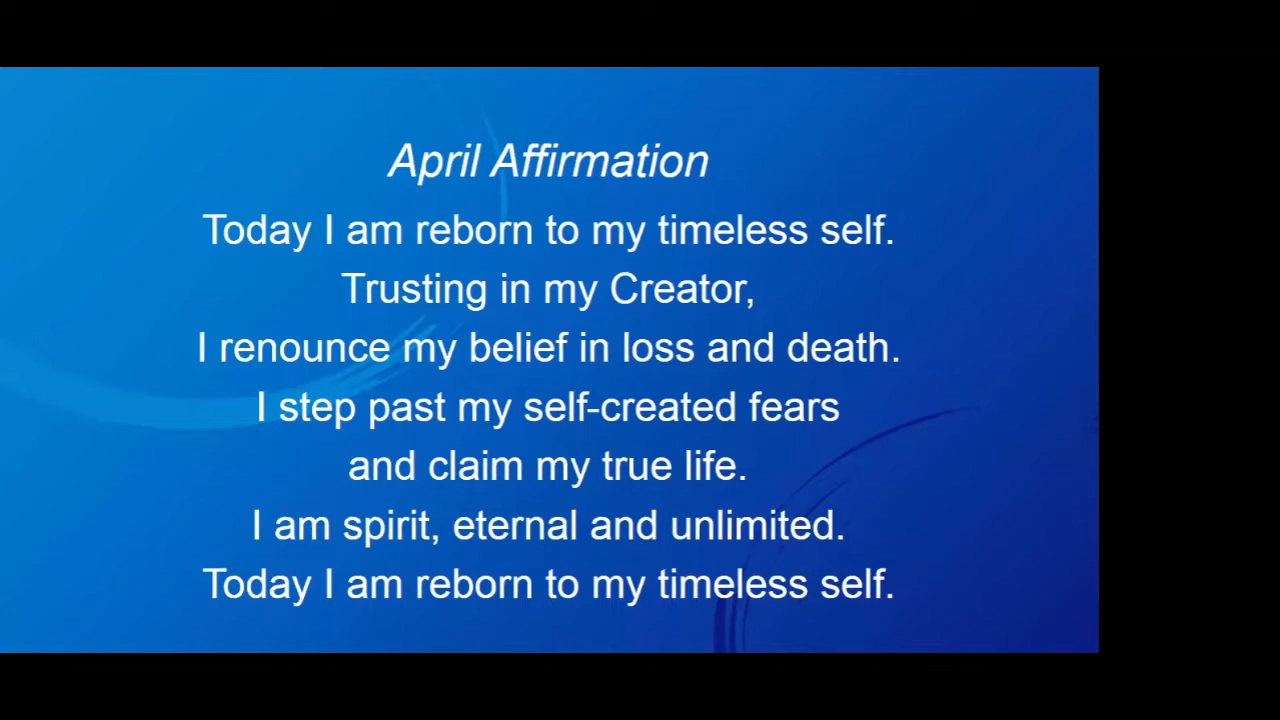 April Affirmation
Today I am reborn to my timeless self.
Trusting in my Creator,
I renounce my belief in loss and death.
I step past my self-created fears
and claim my true life.
I am spirit, eternal and unlimited.
Today I am reborn to my timeless self.